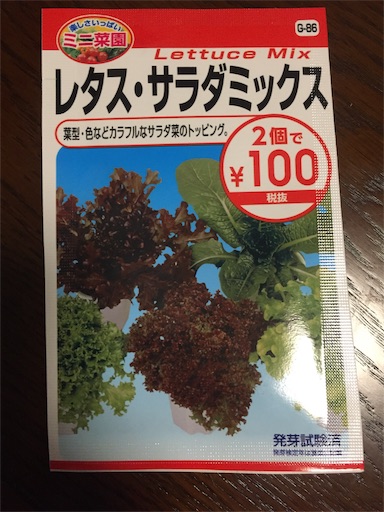 楽しさいっぱい
ミニ菜園
G-86
Lettuce Mix
レタス・サラダミックス
葉型・色などカラフルなサラダ菜のトッピング。
2個で
¥100
税抜
発芽試験済